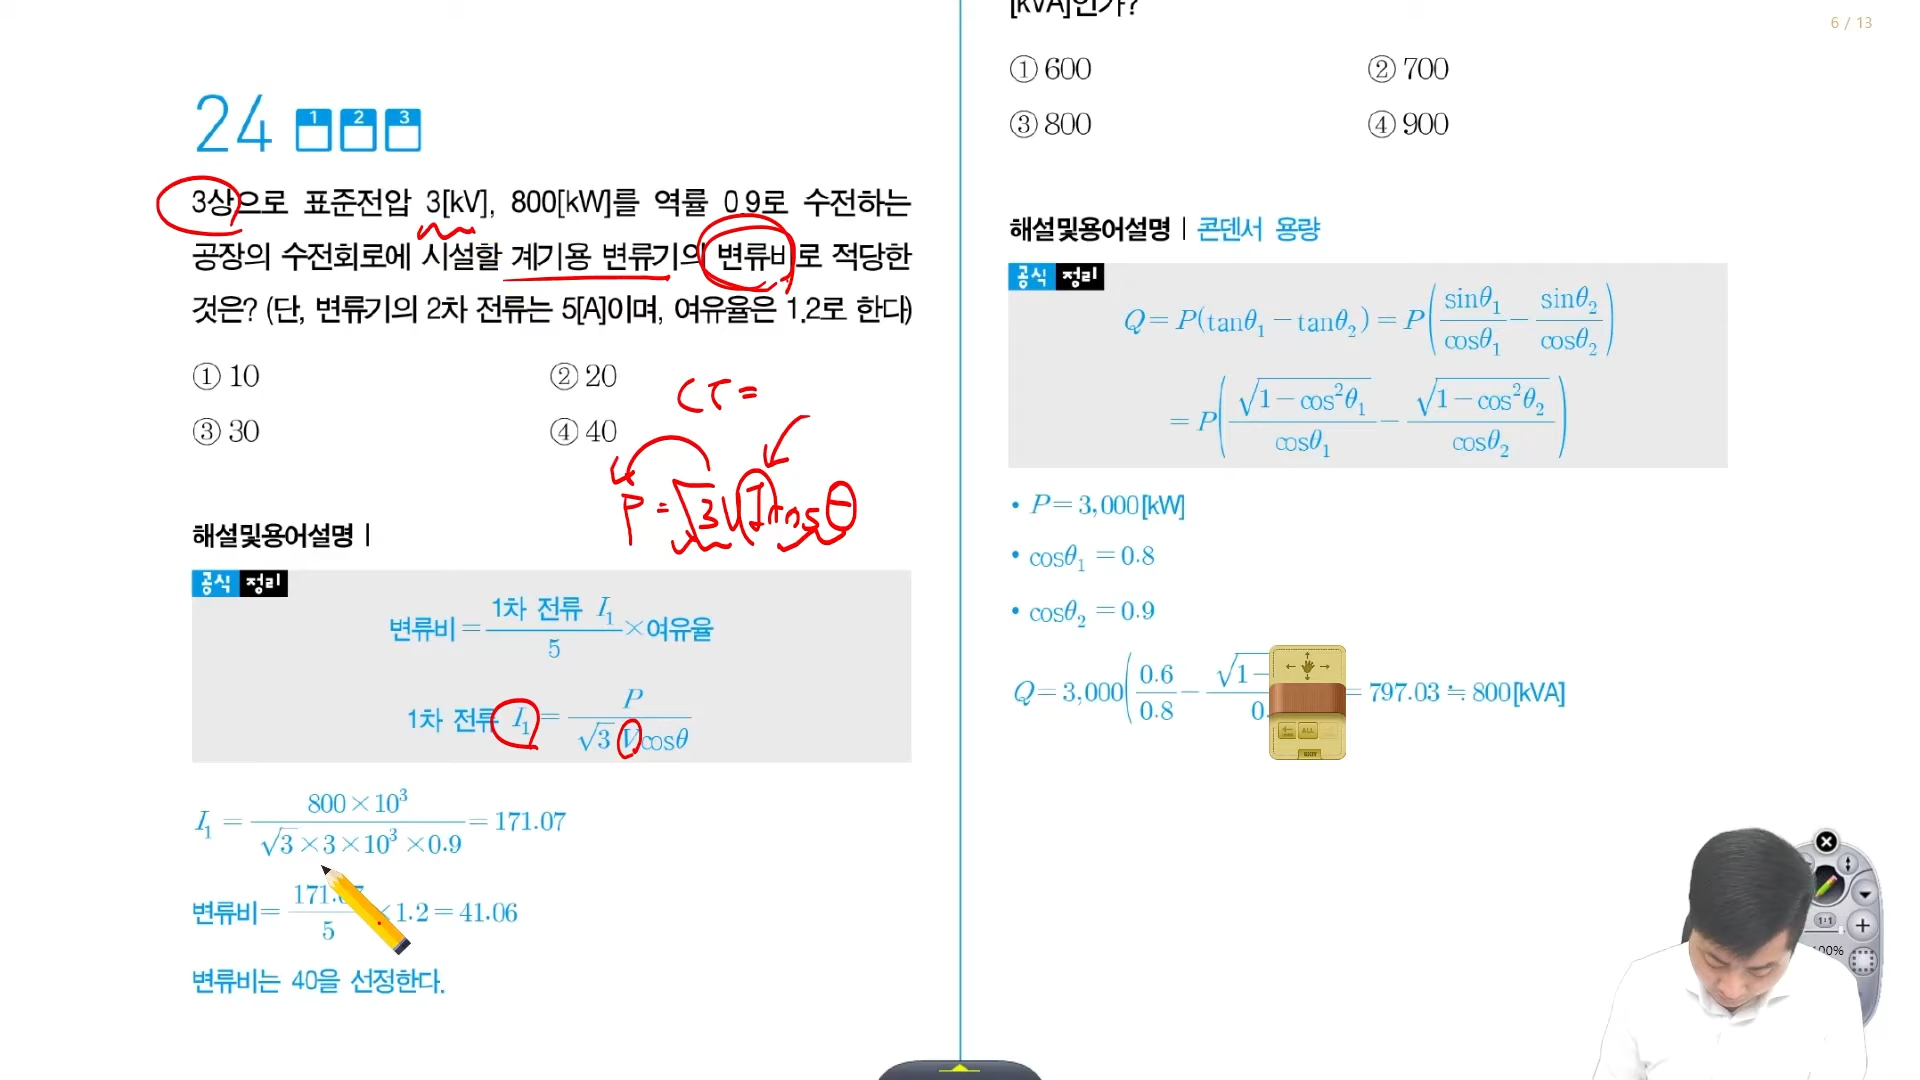 6 / 13
24 1 2 3
3상으로 표준전압 3[kV], 800[kW]를 역률 0.9로 수전하는
공장의 수전회로에 시설할 계기용 변류기의 변류비로 적당한
것은? (단, 변류기의 2차 전류는 5[A]이며, 여유율은 1.2로 한다)
① 10 ② 20
③ 30 ④ 40
CT =
P = √3 V I cos θ
해설및용어설명 |
공식 정리
변류비 = 1차 전류 I₁ / 5 × 여유율
1차 전류 I₁ = P / √3 V cosθ
I₁ = 800×10³ / √3 ×3×10³ ×0.9 = 171.07
변류비 = 171.07 / 5 × 1.2 = 41.06
변류비는 40을 선정한다.
[kVA]인가?
① 600 ② 700
③ 800 ④ 900
해설및용어설명 | 콘덴서 용량
공식 정리
Q = P(tanθ₁ − tanθ₂) = P(sinθ₁ / cosθ₁ − sinθ₂ / cosθ₂)
= P(√1−cos²θ₁ / cosθ₁ − √1−cos²θ₂ / cosθ₂)
• P = 3,000[kW]
• cosθ₁ = 0.8
• cosθ₂ = 0.9
Q = 3,000(0.6 / 0.8 − √1− / 0. = 797.03 ≒ 800[kVA]
ALL
EXIT
1:1
100%